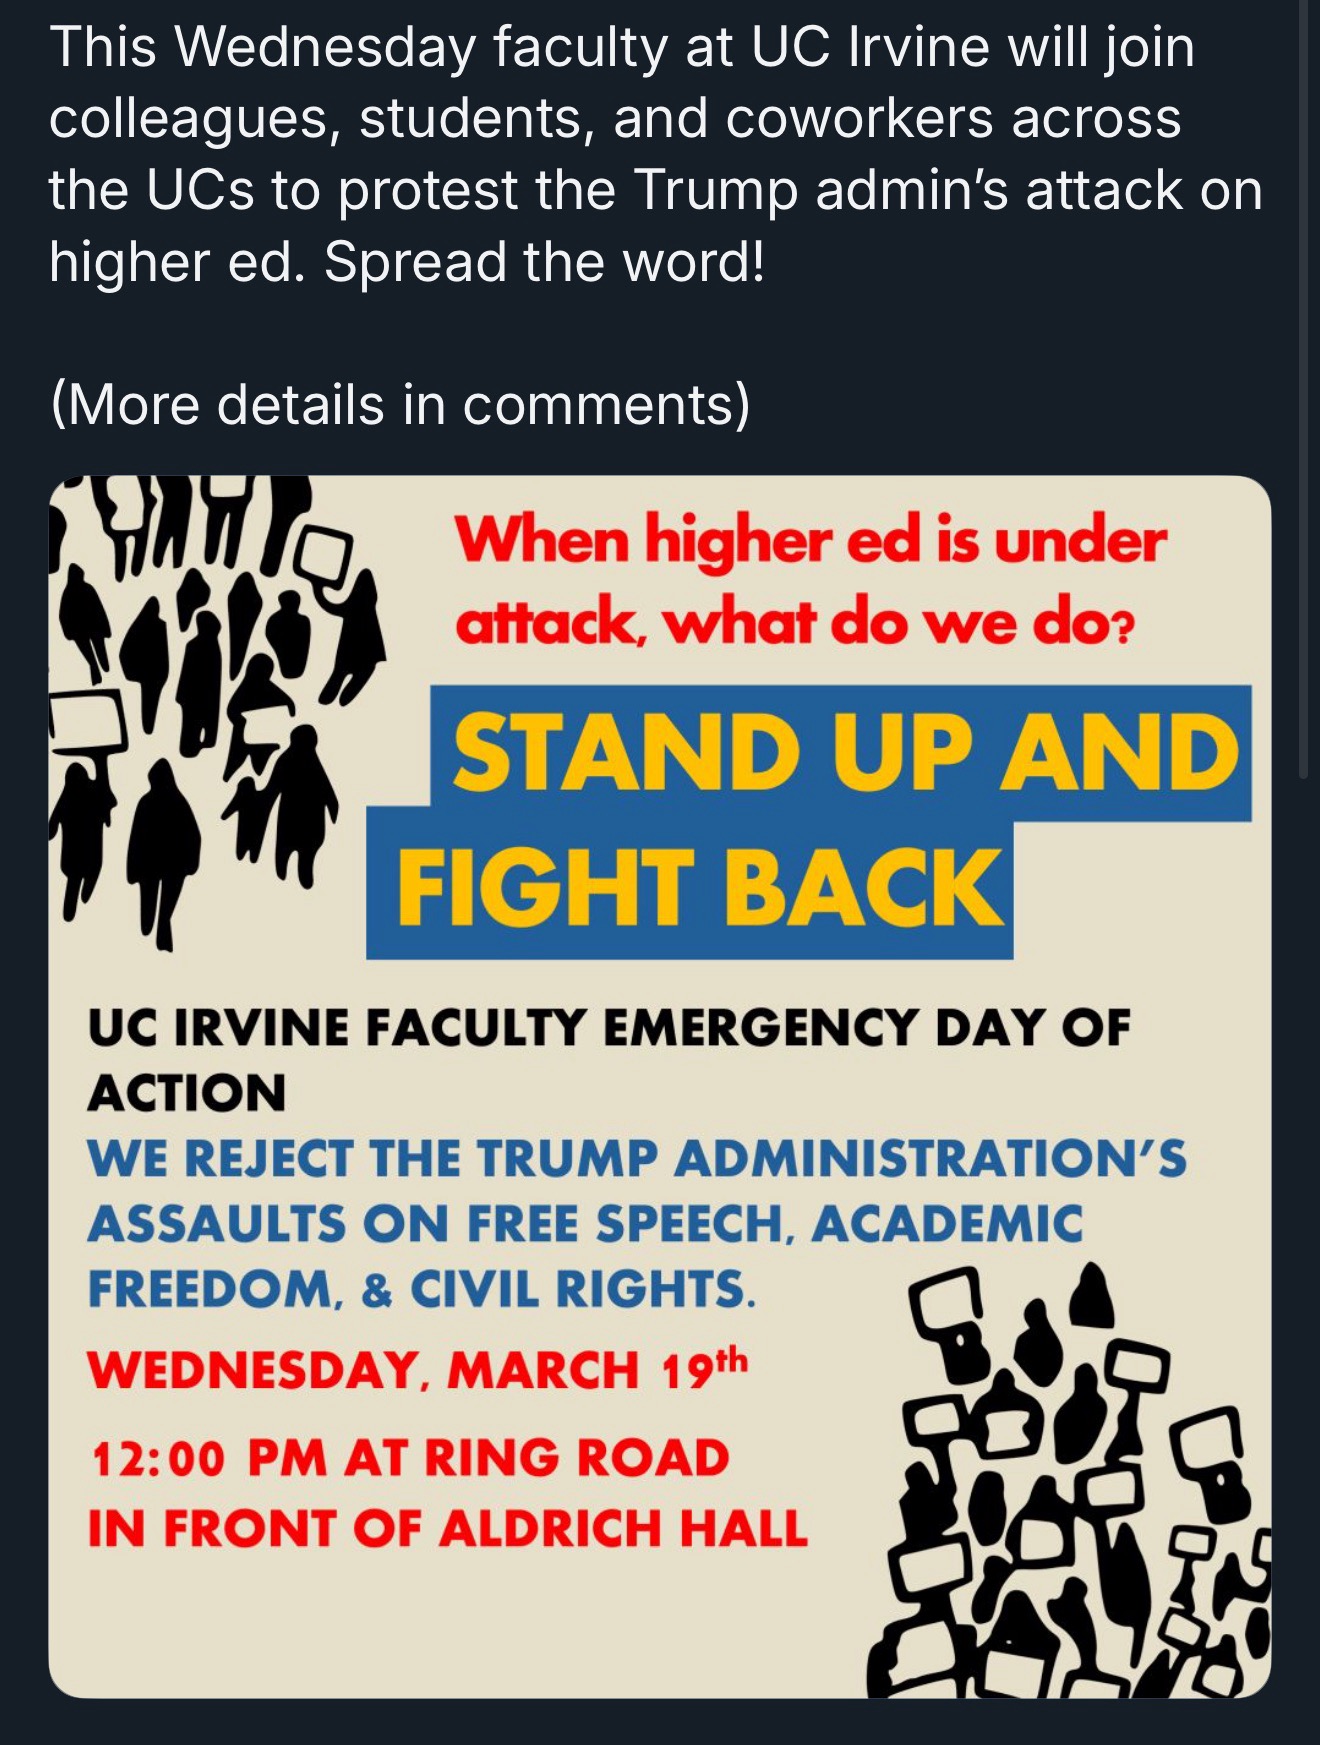 This Wednesday faculty at UC Irvine will join
colleagues, students, and coworkers across
the UCs to protest the Trump admin’s attack on
higher ed. Spread the word!
(More details in comments)
When higher ed is under
attack, what do we do?
STAND UP AND
FIGHT BACK
UC IRVINE FACULTY EMERGENCY DAY OF
ACTION
WE REJECT THE TRUMP ADMINISTRATION’S
ASSAULTS ON FREE SPEECH, ACADEMIC
FREEDOM, & CIVIL RIGHTS.
WEDNESDAY, MARCH 19th
12:00 PM AT RING ROAD
IN FRONT OF ALDRICH HALL